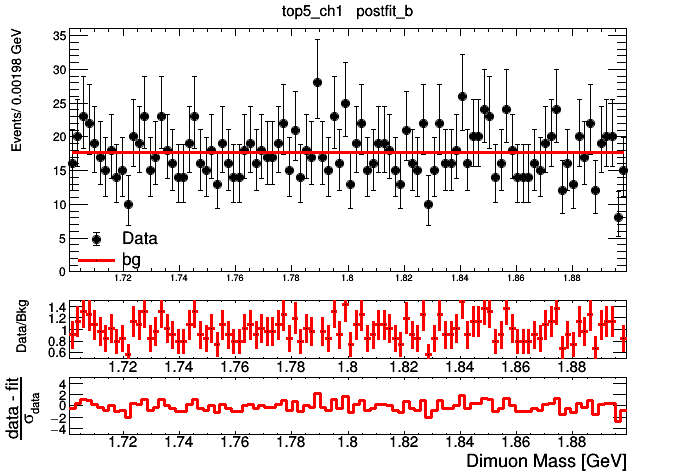 top5_ch1 postfit_b
Events/ 0.00198 GeV
35
30
25
20
15
10
5
0
Data
bg
1.72 1.74 1.76 1.78 1.8 1.82 1.84 1.86 1.88
Data/Bkg
1.4
1.2
1
0.8
0.6
1.72 1.74 1.76 1.78 1.8 1.82 1.84 1.86 1.88
data - fit
σdata
4
2
0
−2
−4
1.72 1.74 1.76 1.78 1.8 1.82 1.84 1.86 1.88
Dimuon Mass [GeV]